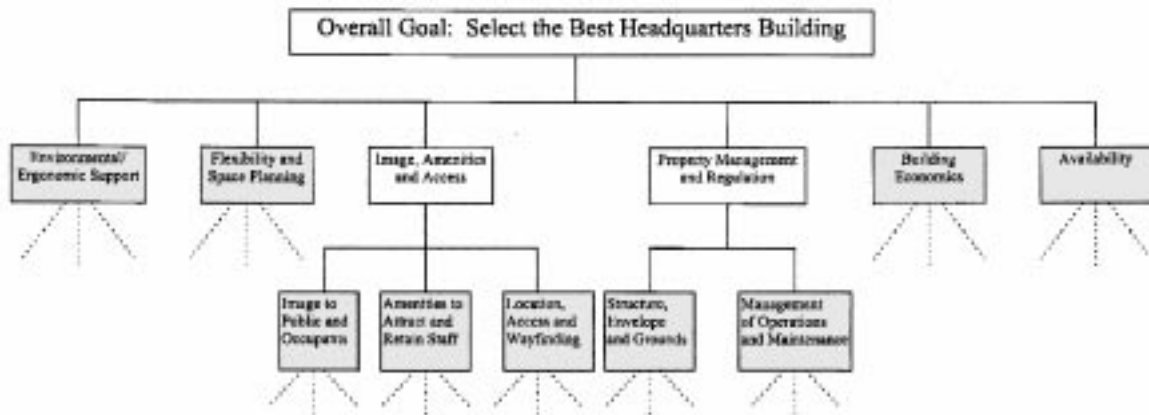 Overall Goal: Select the Best Headquarters Building
Environmental/
Ergonomic Support
Flexibility and
Space Planning
Image, Amenities
and Access
Property Management
and Regulation
Building
Economics
Availability
Image to
Public and
Occupants
Amenities to
Attract and
Retain Staff
Location,
Access and
Wayfinding
Structure,
Envelope
and Grounds
Management
of Operations
and Maintenance